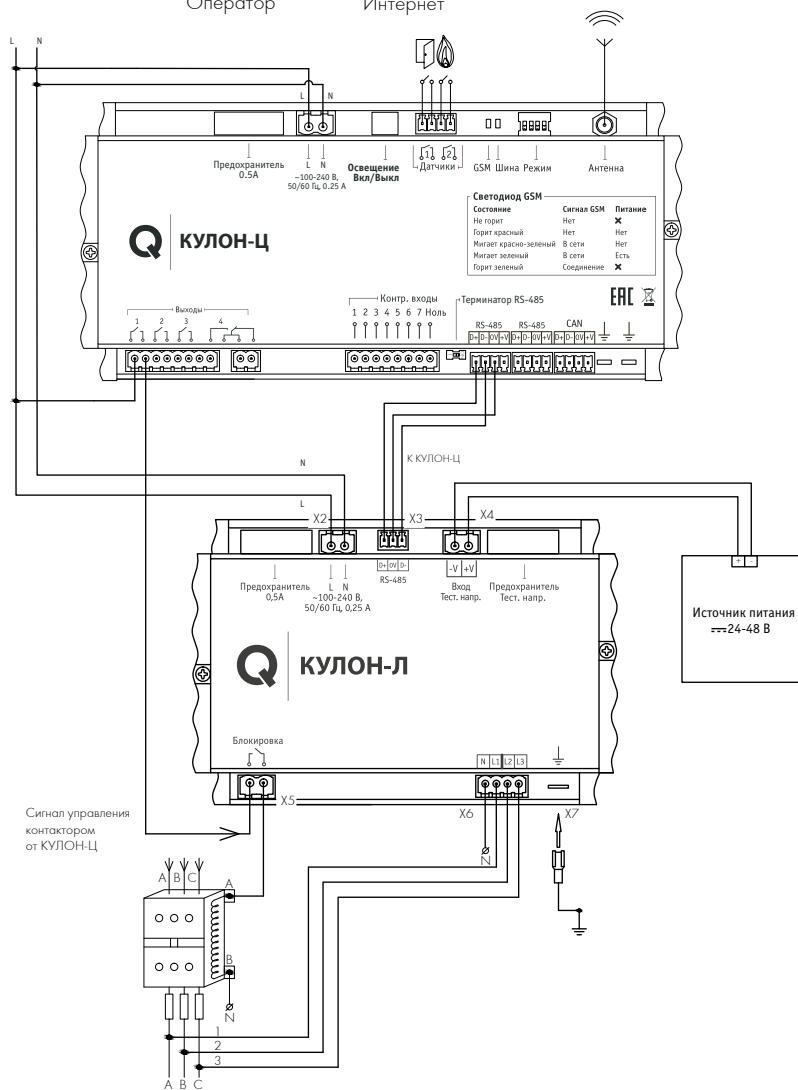 Оператор
Интернет
L
N
L
N
Предохранитель
0.5А
L N
~100-240 В,
50/60 Гц, 0.25 А
Освещение
Вкл/Выкл
1 2
Датчики
GSM Шина Режим
Антенна
Q КУЛОН-Ц
Светодиод GSM
Состояние Сигнал GSM Питание
Не горит Нет ✕
Горит красный Нет Нет
Мигает красно-зеленый В сети Нет
Мигает зеленый В сети Есть
Горит зеленый Соединение ✕
EAC
Выходы
1 2 3 4
Контр. входы
1 2 3 4 5 6 7 Ноль
Терминатор RS-485
RS-485 RS-485 CAN
D+ D- 0V +V D+ D- 0V +V D+ D- 0V +V
К КУЛОН-Ц
N
L
X2
X3
X4
Предохранитель
0,5А
L N
~100-240 В,
50/60 Гц, 0,25 А
D+ 0V D-
RS-485
-V +V
Вход
Тест. напр.
Предохранитель
Тест. напр.
+ -
Источник питания
24-48 В
Q КУЛОН-Л
Блокировка
N L1 L2 L3
X5
X6
X7
Сигнал управления
контактором
от КУЛОН-Ц
A B C
A
N
B
N
1
2
3
A B C